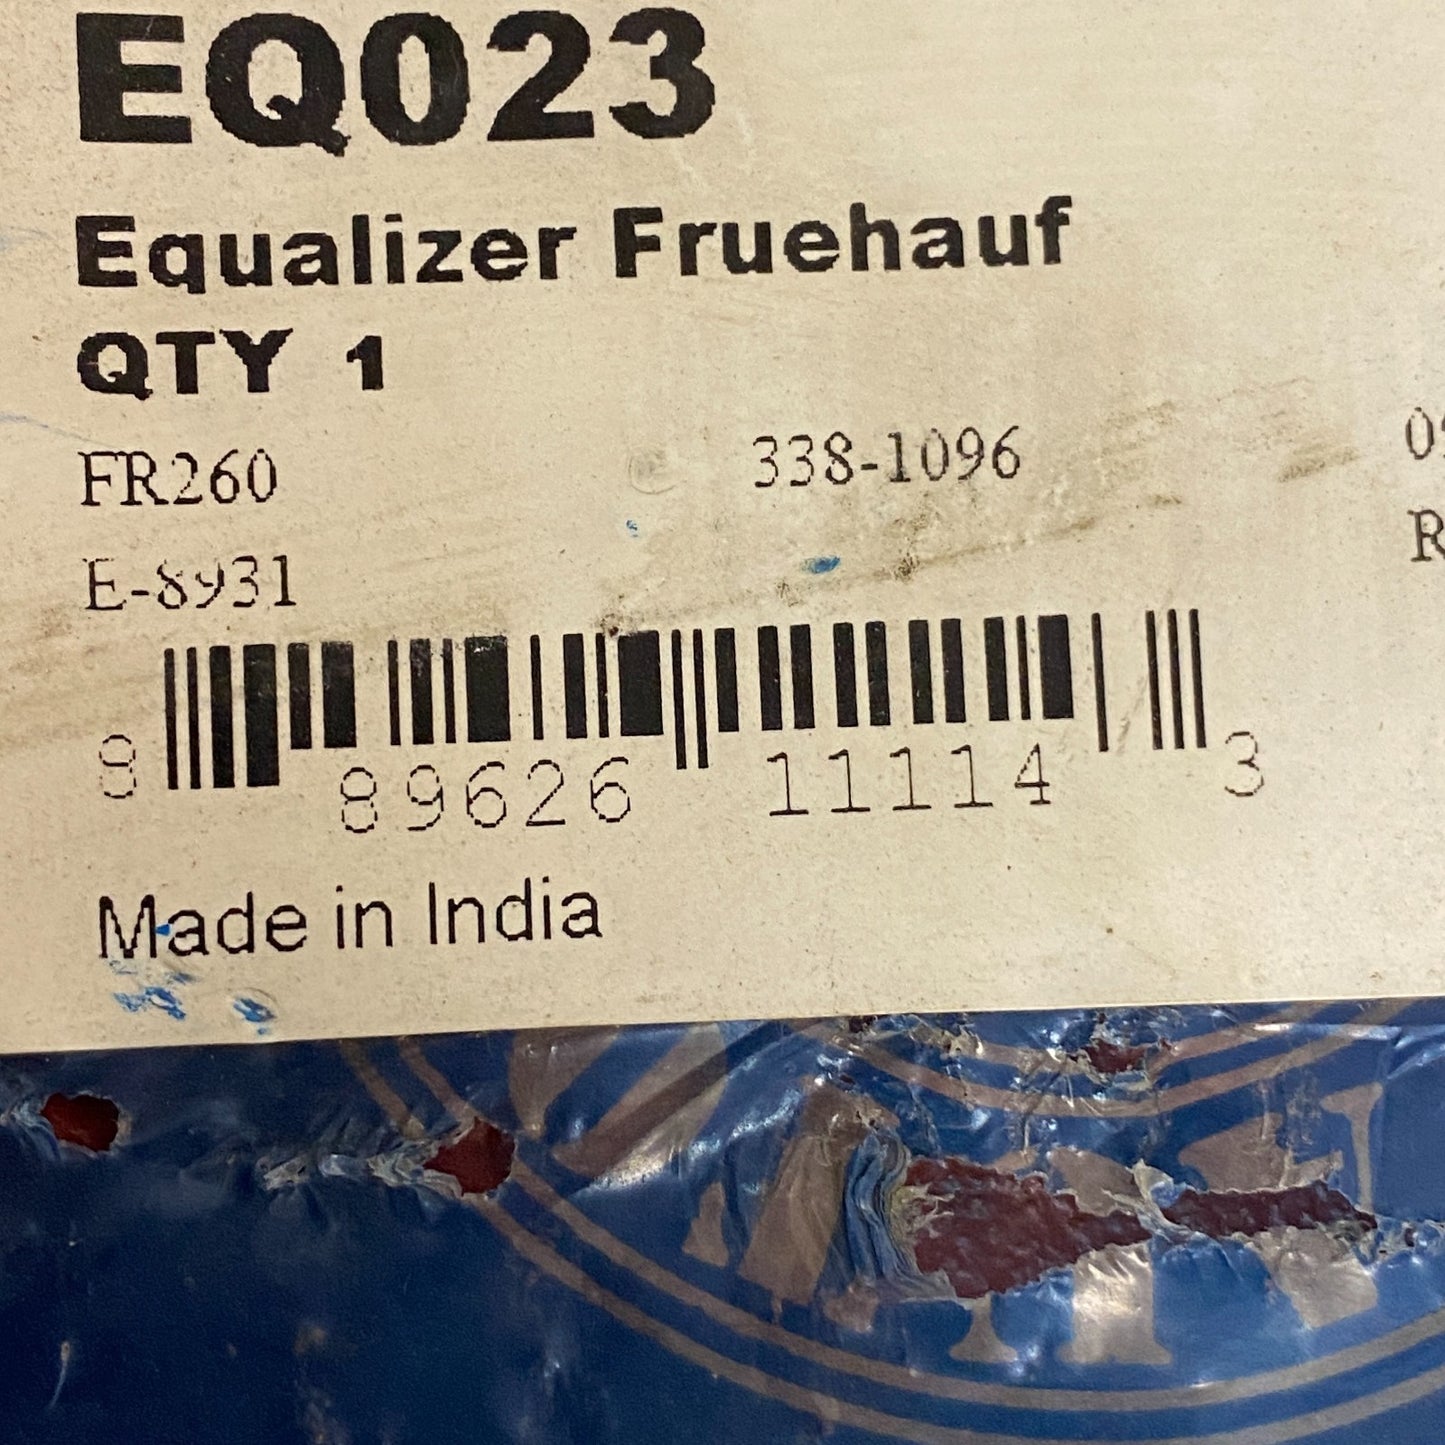 EQ023
Equalizer Fruehauf
QTY 1
FR260 338-1096
E-8931 R
8 89626 11114 3
Made in India